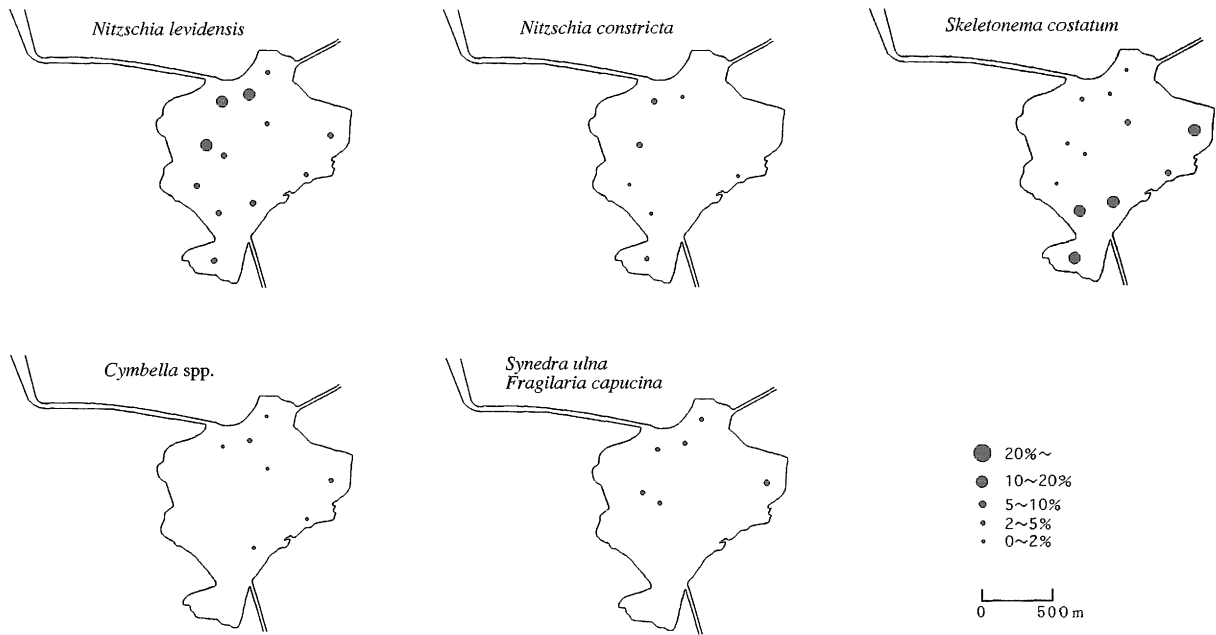 Nitzschia levidensis
Nitzschia constricta
Skeletonema costatum
Cymbella spp.
Synedra ulna
Fragilaria capucina
20%～
10～20%
5～10%
2～5%
0～2%
0 500m